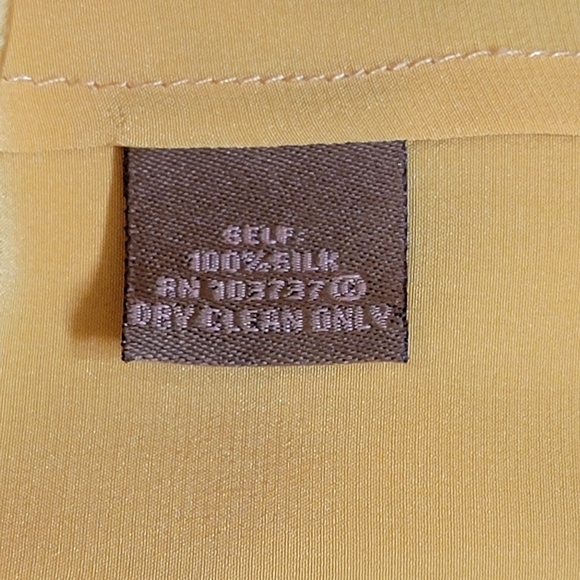 SELF:
100% SILK
RN 103737
DRY CLEAN ONLY